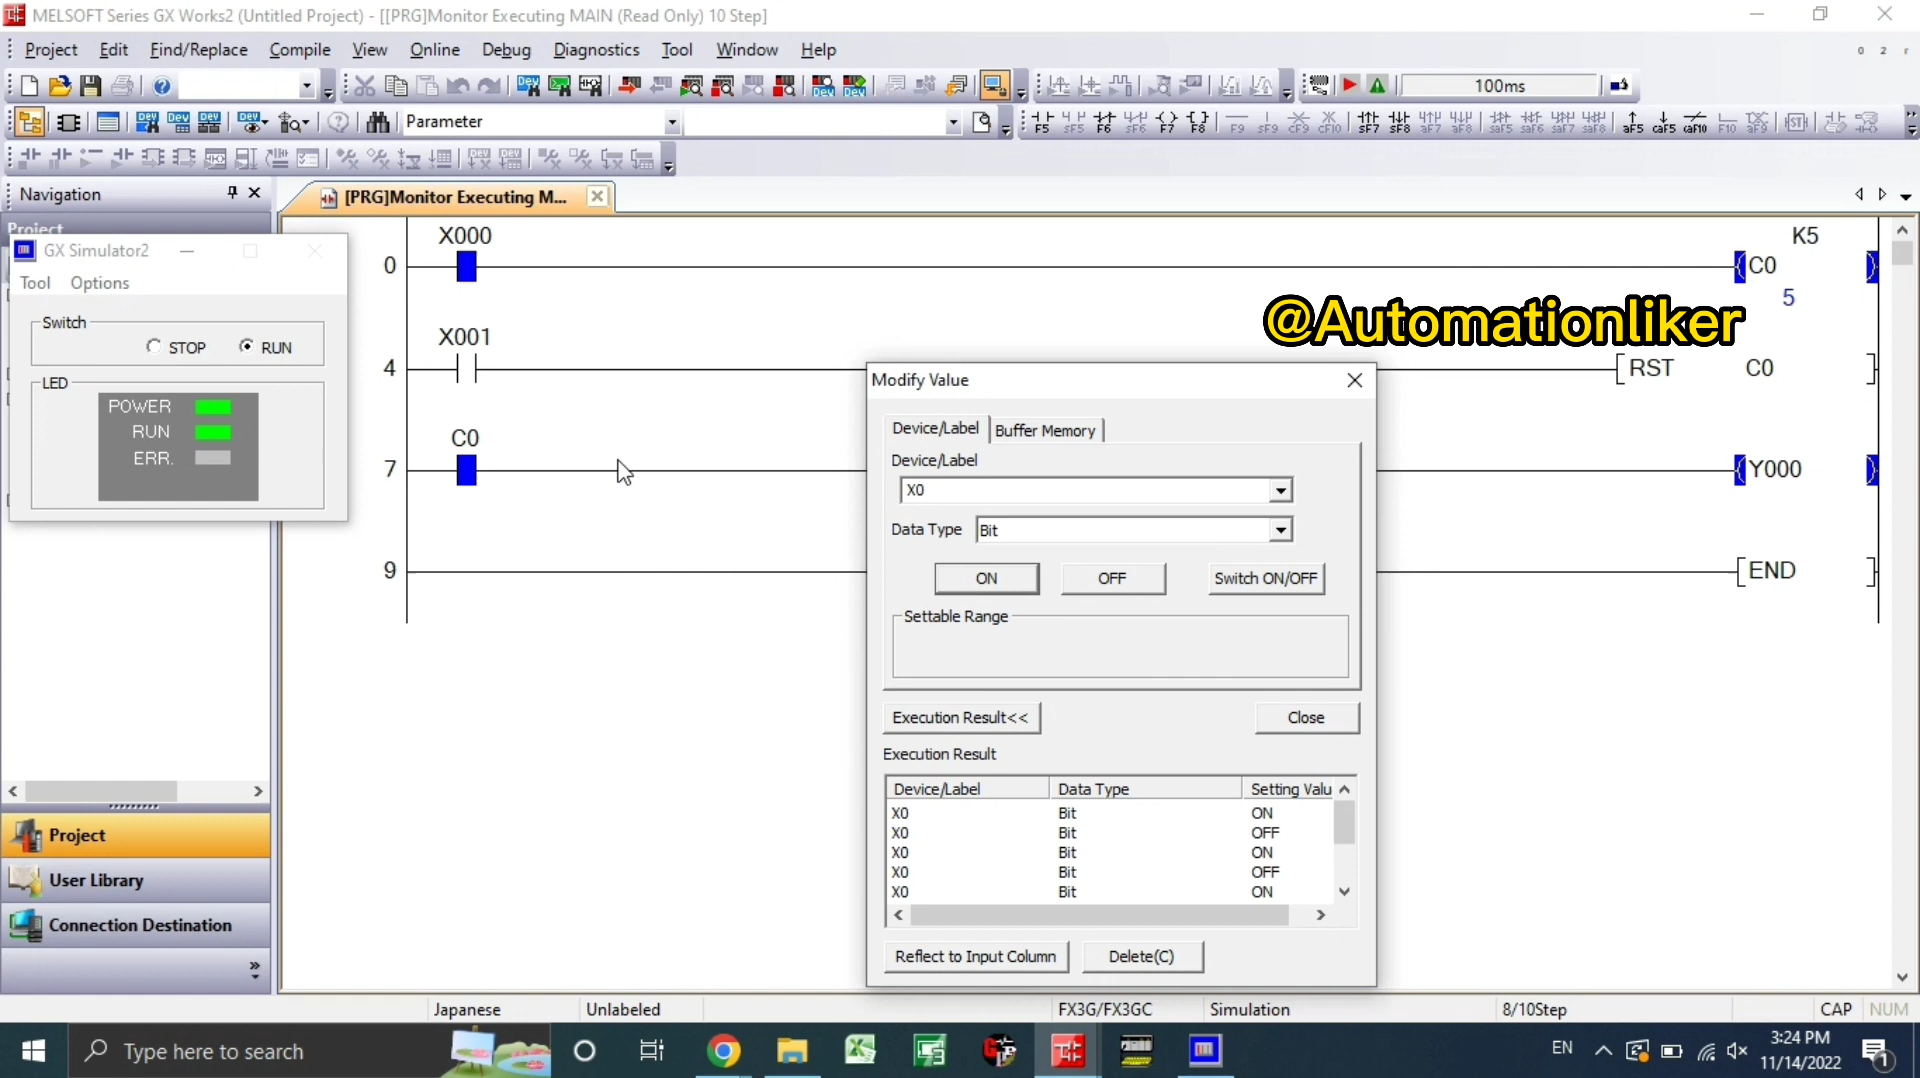 MELSOFT Series GX Works2 (Untitled Project) - [[PRG]Monitor Executing MAIN (Read Only) 10 Step]
Project Edit Find/Replace Compile View Online Debug Diagnostics Tool Window Help
100ms
Parameter
Navigation
[PRG]Monitor Executing M...
Project
GX Simulator2
Tool Options
Switch
STOP RUN
LED
POWER
RUN
ERR.
X000 K5
0 C0
5
@Automationliker
X001
4 RST C0
C0
7 Y000
9 END
Modify Value
Device/Label Buffer Memory
Device/Label
X0
Data Type Bit
ON OFF Switch ON/OFF
Settable Range
Execution Result<< Close
Execution Result
Device/Label Data Type Setting Valu
X0 Bit ON
X0 Bit OFF
X0 Bit ON
X0 Bit OFF
X0 Bit ON
Reflect to Input Column Delete(C)
Project
User Library
Connection Destination
Japanese Unlabeled FX3G/FX3GC Simulation 8/10Step CAP NUM
Type here to search
EN
3:24 PM
11/14/2022
1